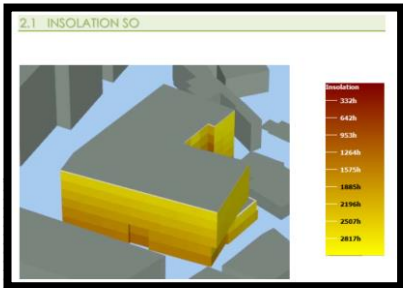 2.1 INSOLATION SO
Insolation
332h
642h
953h
1264h
1575h
1885h
2196h
2507h
2817h